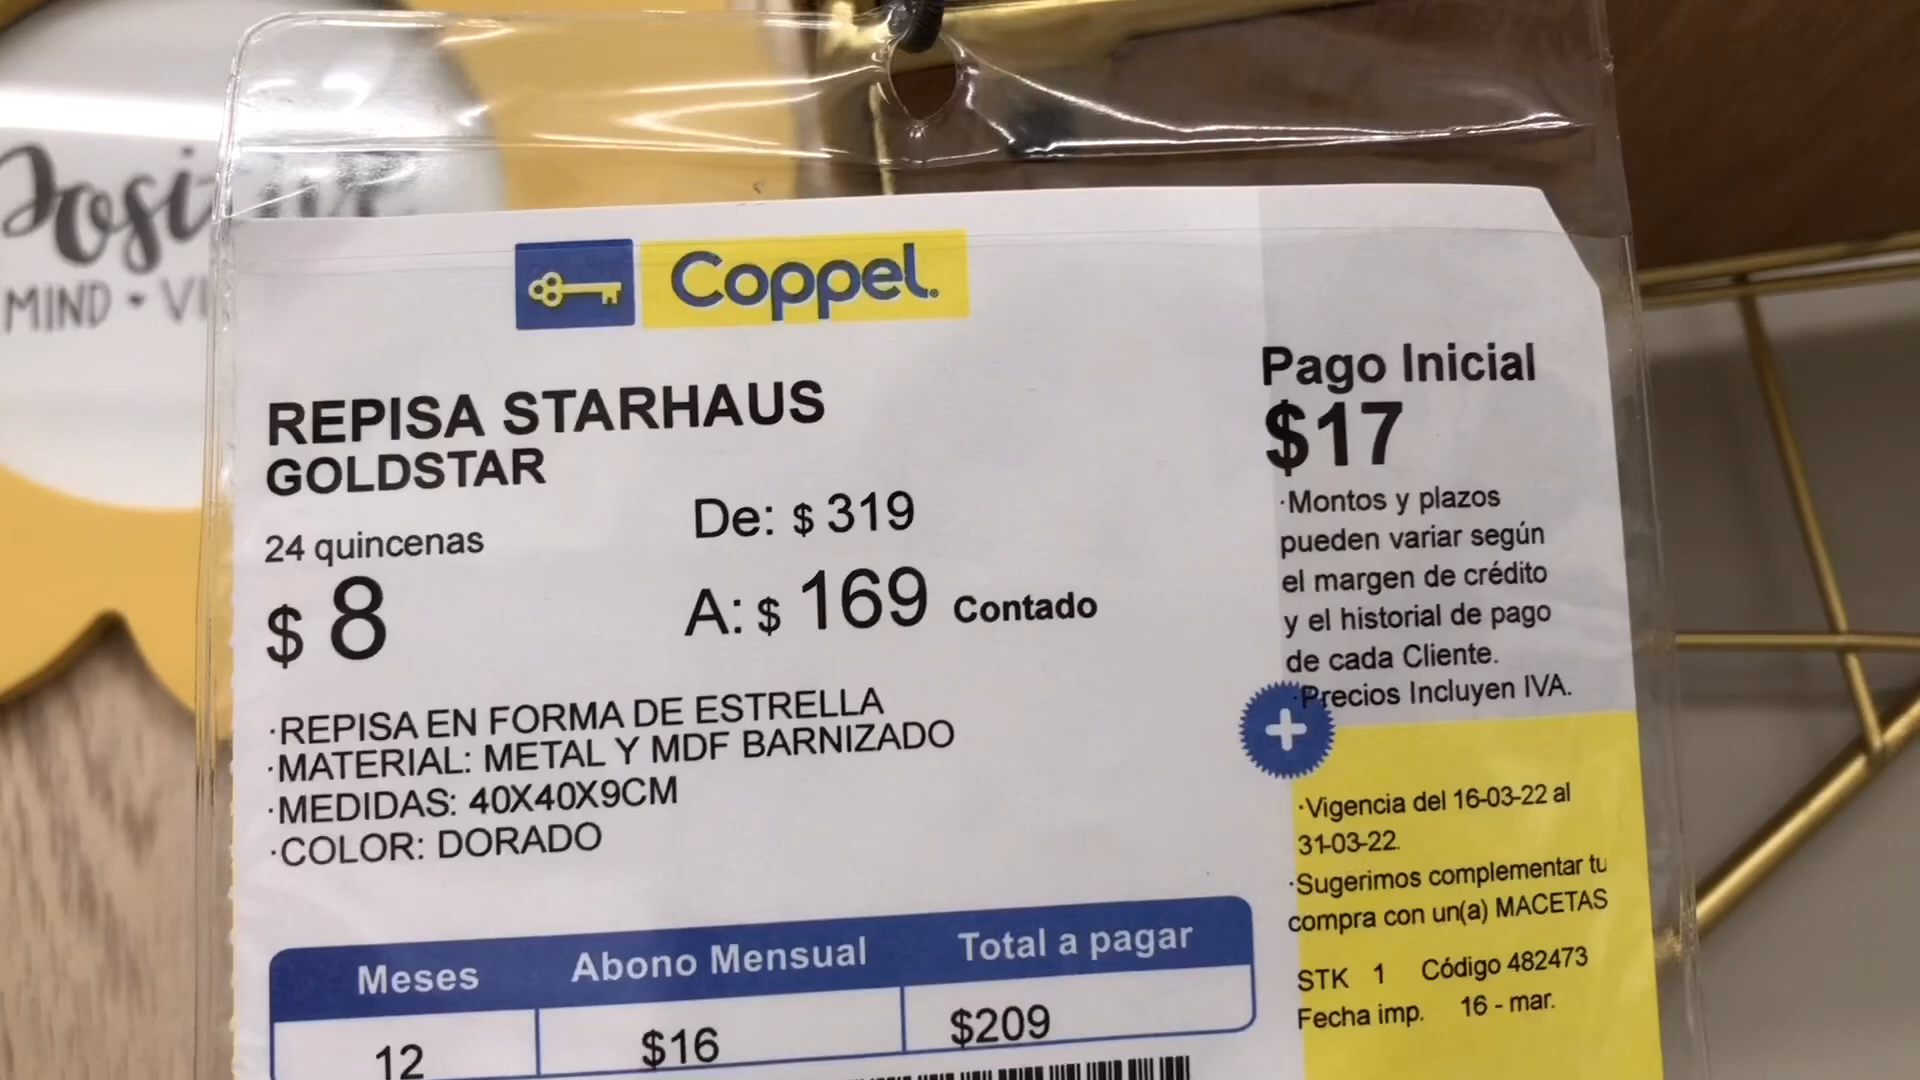 Positive
MIND • VI
Coppel.
REPISA STARHAUS
GOLDSTAR
24 quincenas
$ 8
De: $ 319
A: $ 169 Contado
·REPISA EN FORMA DE ESTRELLA
·MATERIAL: METAL Y MDF BARNIZADO
·MEDIDAS: 40X40X9CM
·COLOR: DORADO
Meses Abono Mensual Total a pagar
12 $16 $209
Pago Inicial
$17
·Montos y plazos
pueden variar según
el margen de crédito
y el historial de pago
de cada Cliente.
·Precios Incluyen IVA.
+
·Vigencia del 16-03-22 al
31-03-22.
·Sugerimos complementar tu
compra con un(a) MACETAS
STK 1 Código 482473
Fecha imp. 16 - mar.